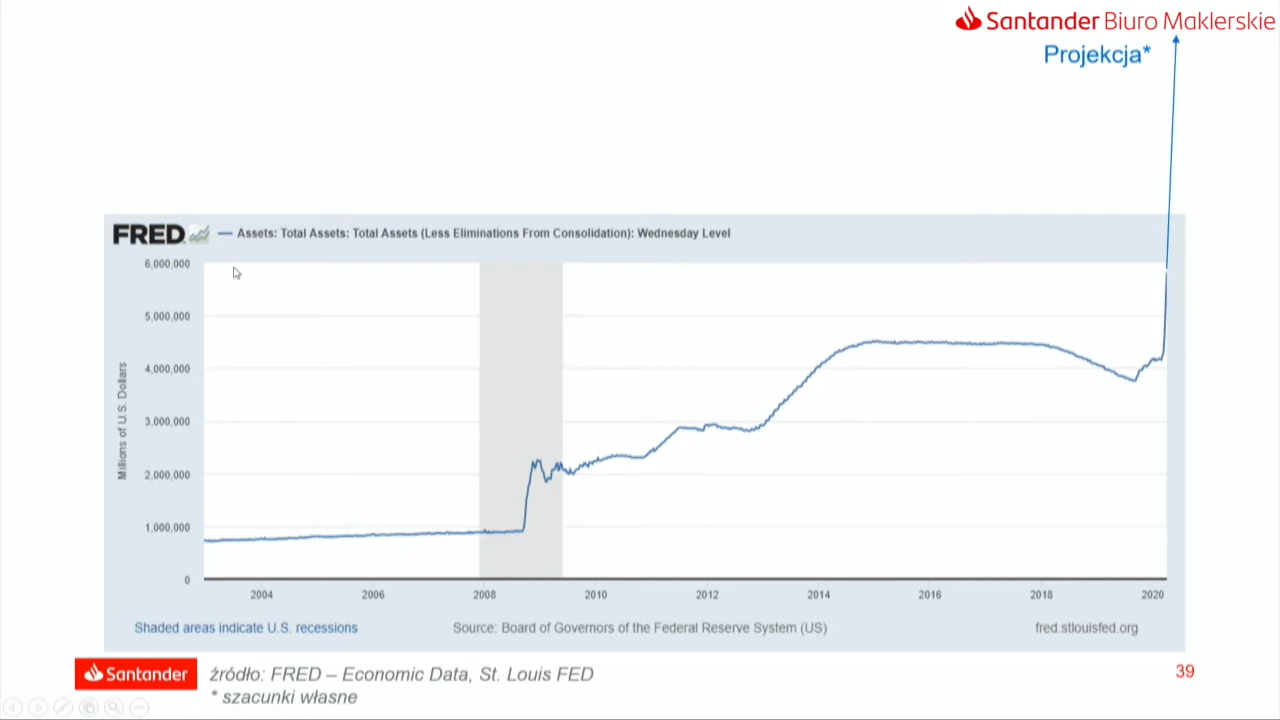 Santander Biuro Maklerskie
Projekcja*
FRED
Assets: Total Assets: Total Assets (Less Eliminations From Consolidation): Wednesday Level
6,000,000
5,000,000
4,000,000
3,000,000
2,000,000
1,000,000
0
Millions of U.S. Dollars
2004 2006 2008 2010 2012 2014 2016 2018 2020
Shaded areas indicate U.S. recessions
Source: Board of Governors of the Federal Reserve System (US)
fred.stlouisfed.org
Santander
źródło: FRED – Economic Data, St. Louis FED
* szacunki własne
39